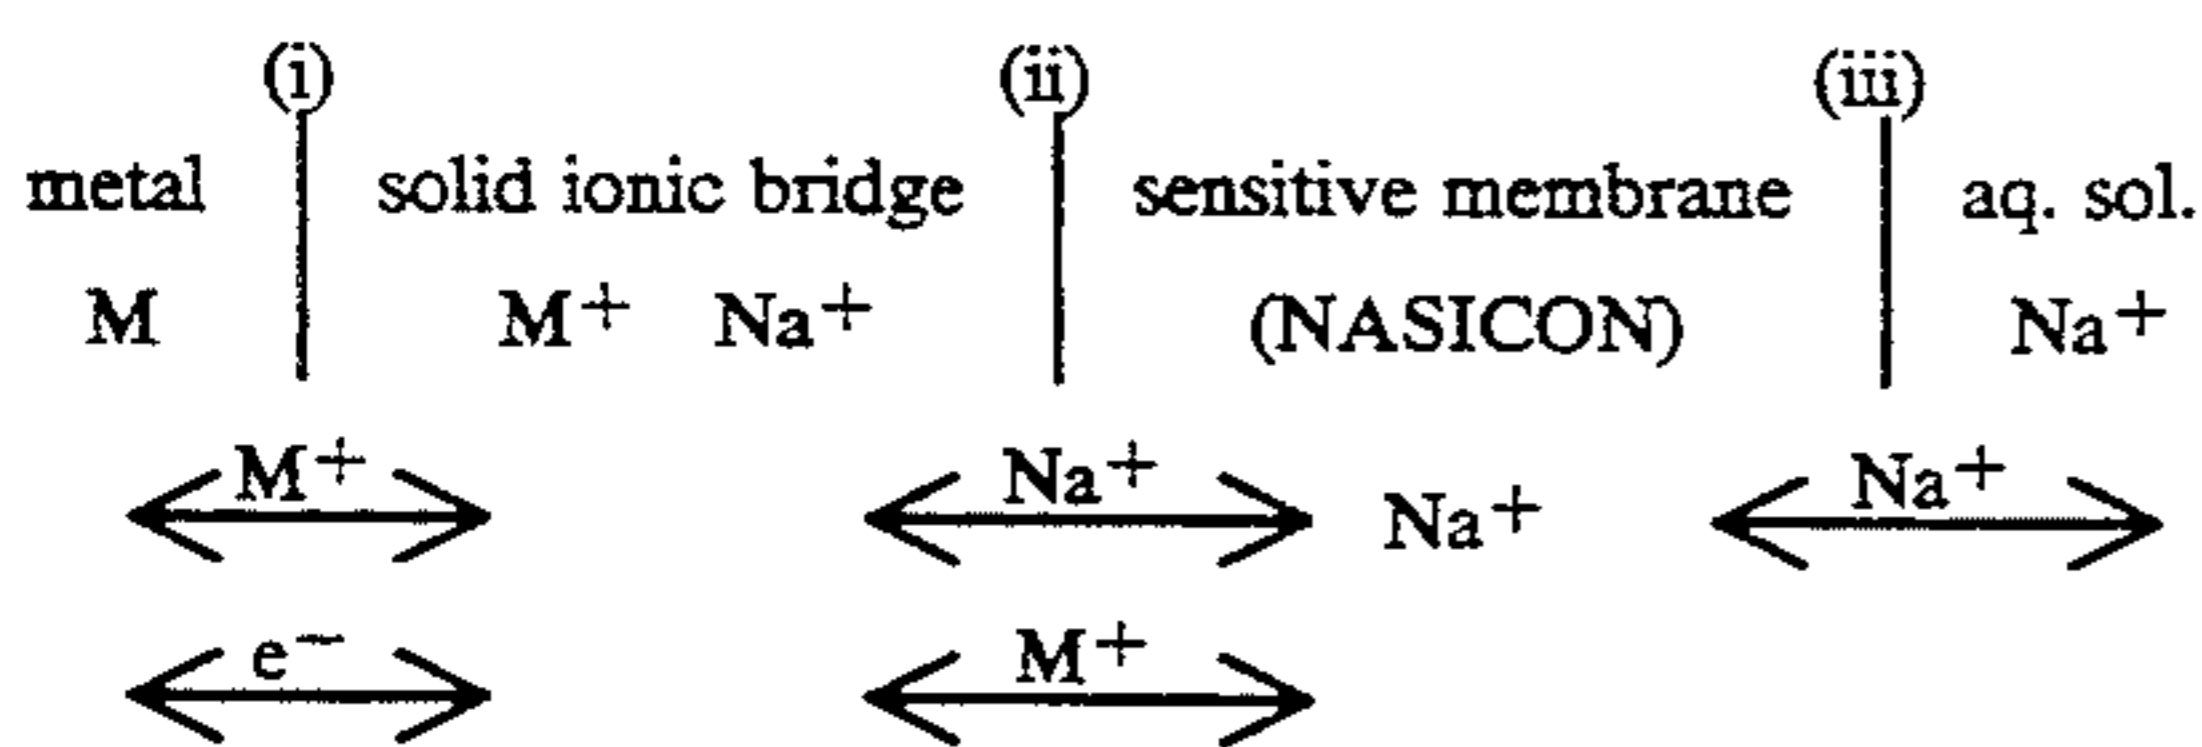 (i) (ii) (iii)
metal solid ionic bridge sensitive membrane aq. sol.
M M⁺ Na⁺ (NASICON) Na⁺
M⁺ Na⁺ Na⁺ Na⁺
e⁻ M⁺